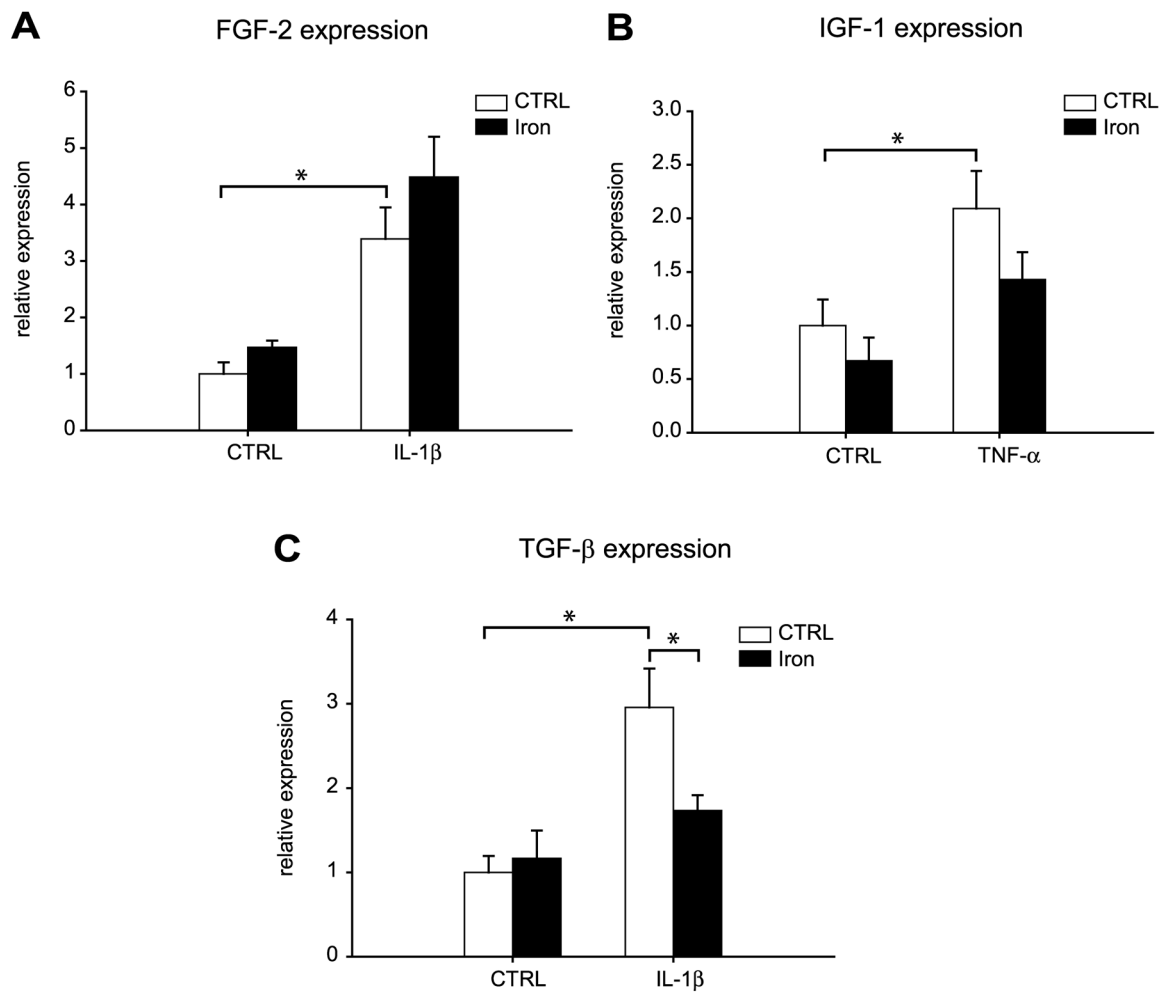 A
FGF-2 expression
relative expression
6
5
4
3
2
1
0
*
CTRL
Iron
CTRL
IL-1β
B
IGF-1 expression
relative expression
3.0
2.5
2.0
1.5
1.0
0.5
0.0
*
CTRL
Iron
CTRL
TNF-α
C
TGF-β expression
relative expression
4
3
2
1
0
*
*
CTRL
Iron
CTRL
IL-1β